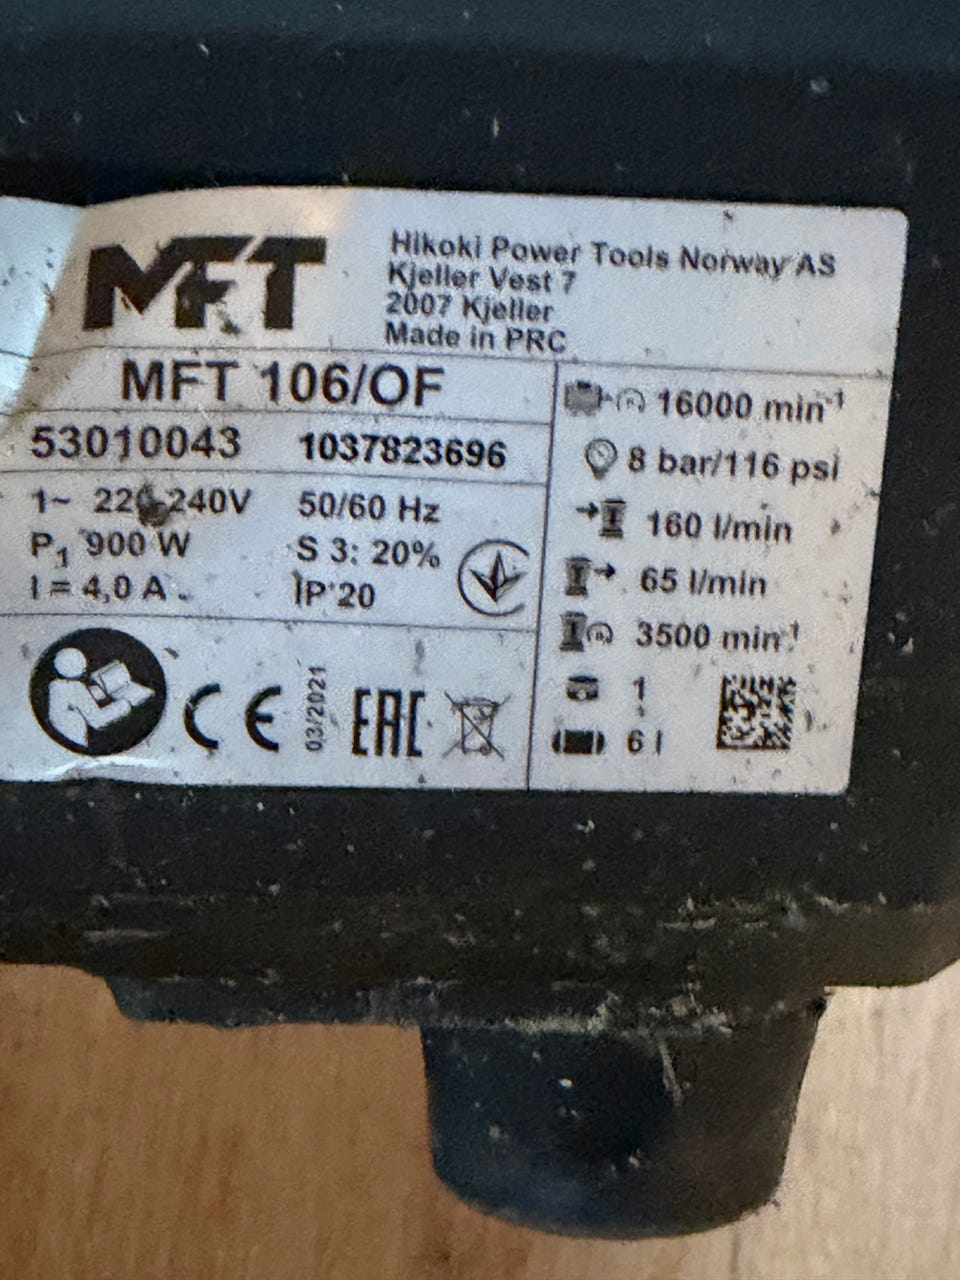 MFT
Hikoki Power Tools Norway AS
Kjeller Vest 7
2007 Kjeller
Made in PRC
MFT 106/OF
53010043 1037823696
1~ 220-240V 50/60 Hz
P1 900 W S 3: 20%
I = 4,0 A IP 20
CE 03/2021 EAC
16000 min-1
8 bar/116 psi
160 l/min
65 l/min
3500 min-1
1
6 l